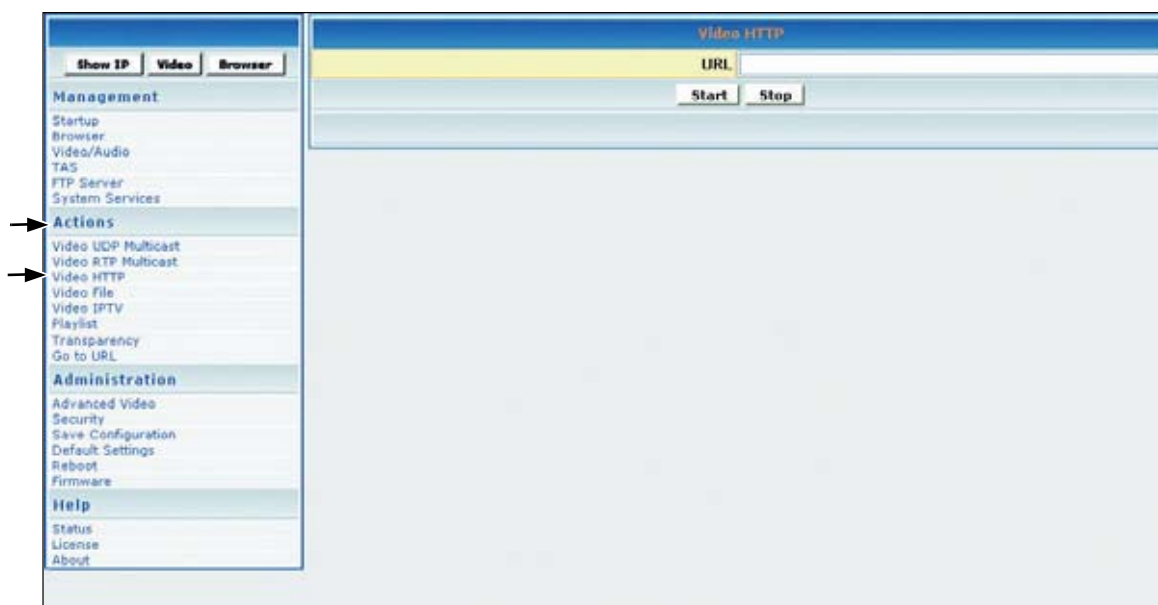 Show IP Video Browser
Management
Startup
Browser
Video/Audio
TAS
FTP Server
System Services
Actions
Video UDP Multicast
Video RTP Multicast
Video HTTP
Video File
Video IPTV
Playlist
Transparency
Go to URL
Administration
Advanced Video
Security
Save Configuration
Default Settings
Reboot
Firmware
Help
Status
License
About
Video HTTP
URL
Start Stop